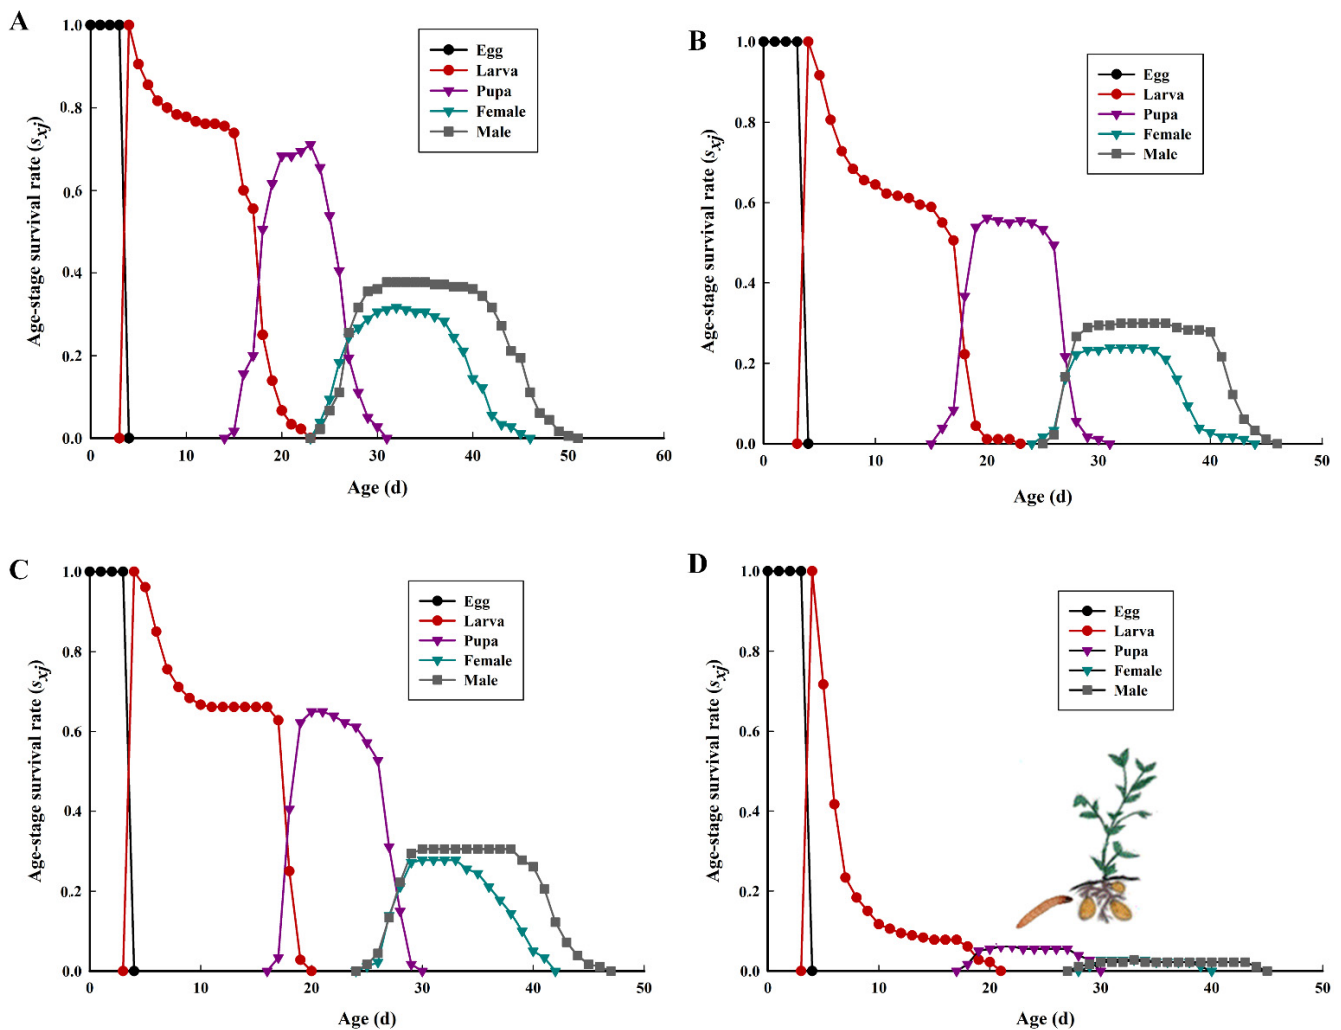 A
Age-stage survival rate (sxj)
1.0
0.8
0.6
0.4
0.2
0.0
0 10 20 30 40 50 60
Age (d)
Egg
Larva
Pupa
Female
Male
B
Age-stage survival rate (sxj)
1.0
0.8
0.6
0.4
0.2
0.0
0 10 20 30 40 50
Age (d)
Egg
Larva
Pupa
Female
Male
C
Age-stage survival rate (sxj)
1.0
0.8
0.6
0.4
0.2
0.0
0 10 20 30 40 50
Age (d)
Egg
Larva
Pupa
Female
Male
D
Age-stage survival rate (sxj)
1.0
0.8
0.6
0.4
0.2
0.0
0 10 20 30 40 50
Age (d)
Egg
Larva
Pupa
Female
Male